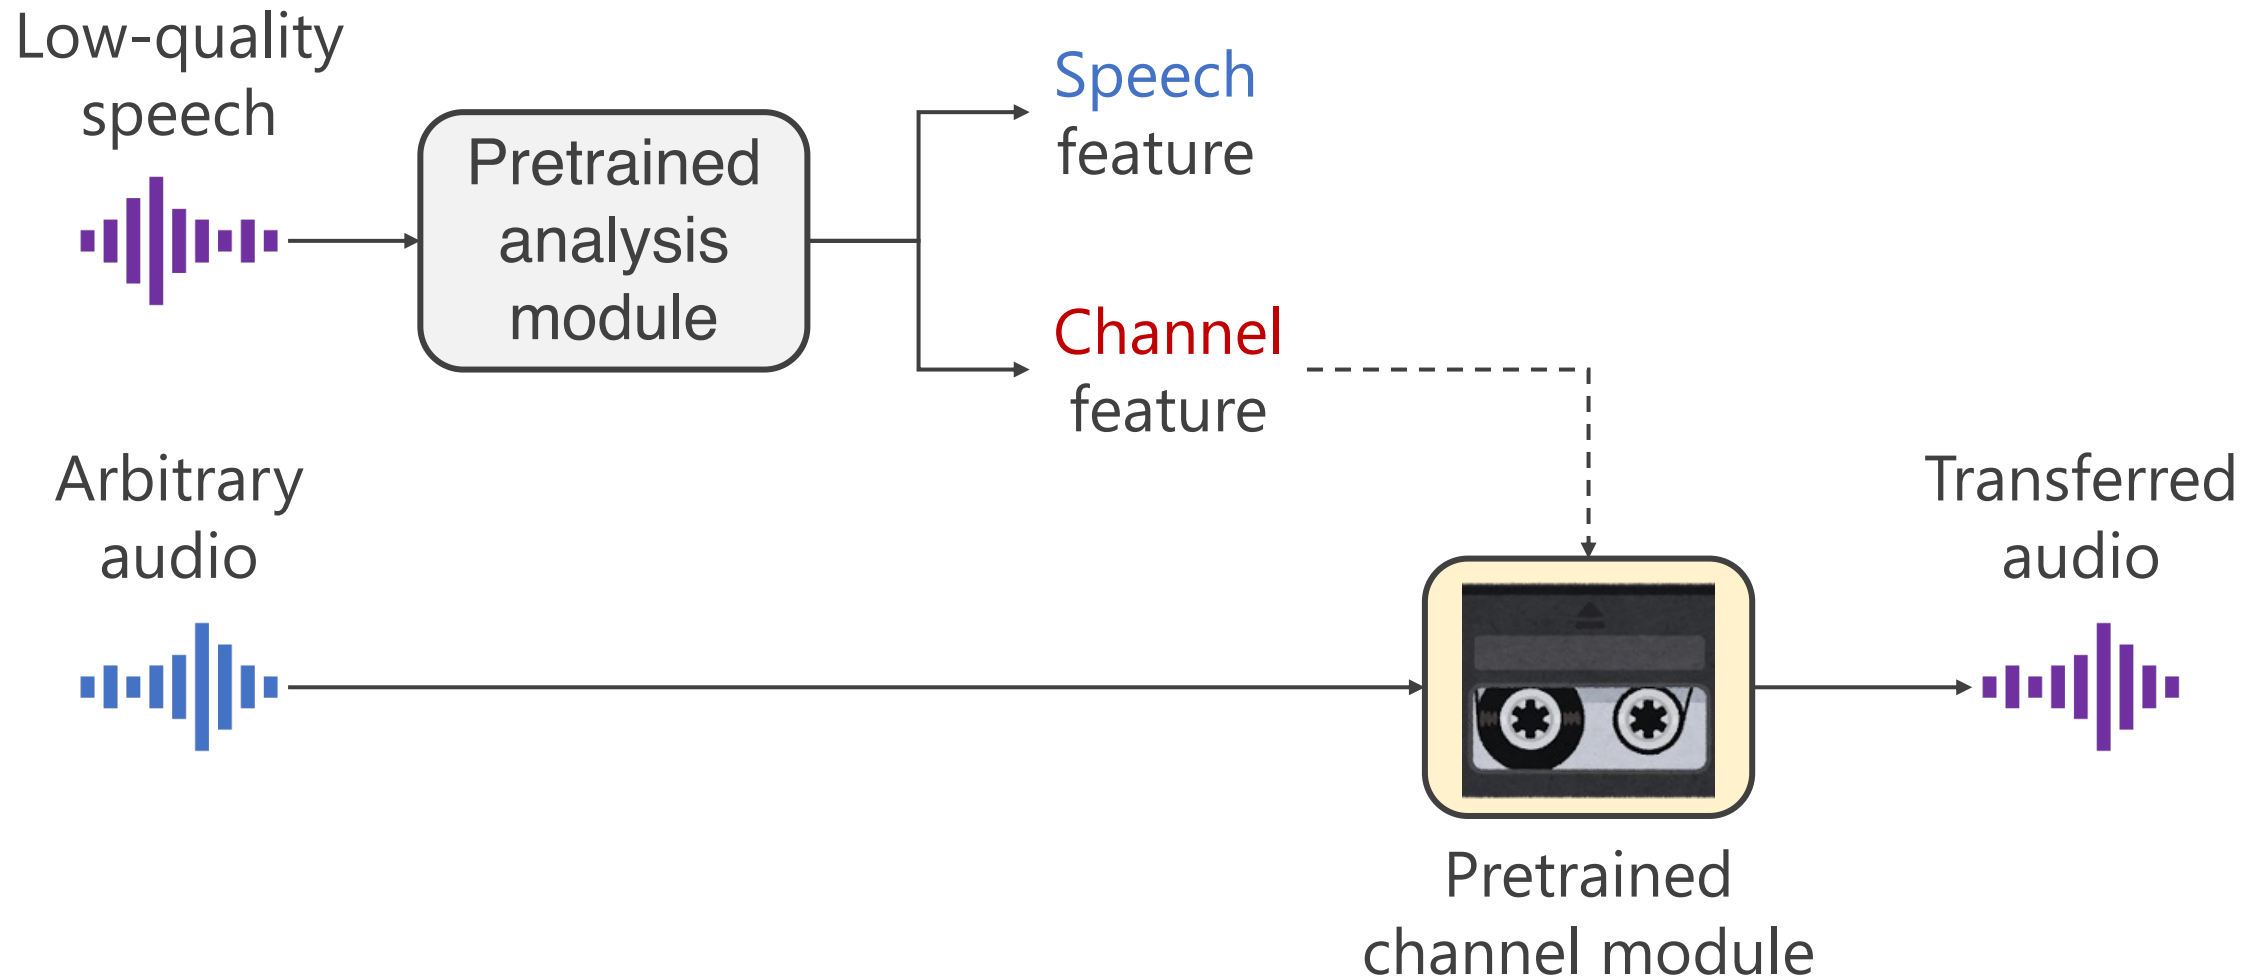 Low-quality
speech
Pretrained
analysis
module
Speech
feature
Channel
feature
Arbitrary
audio
Transferred
audio
Pretrained
channel module